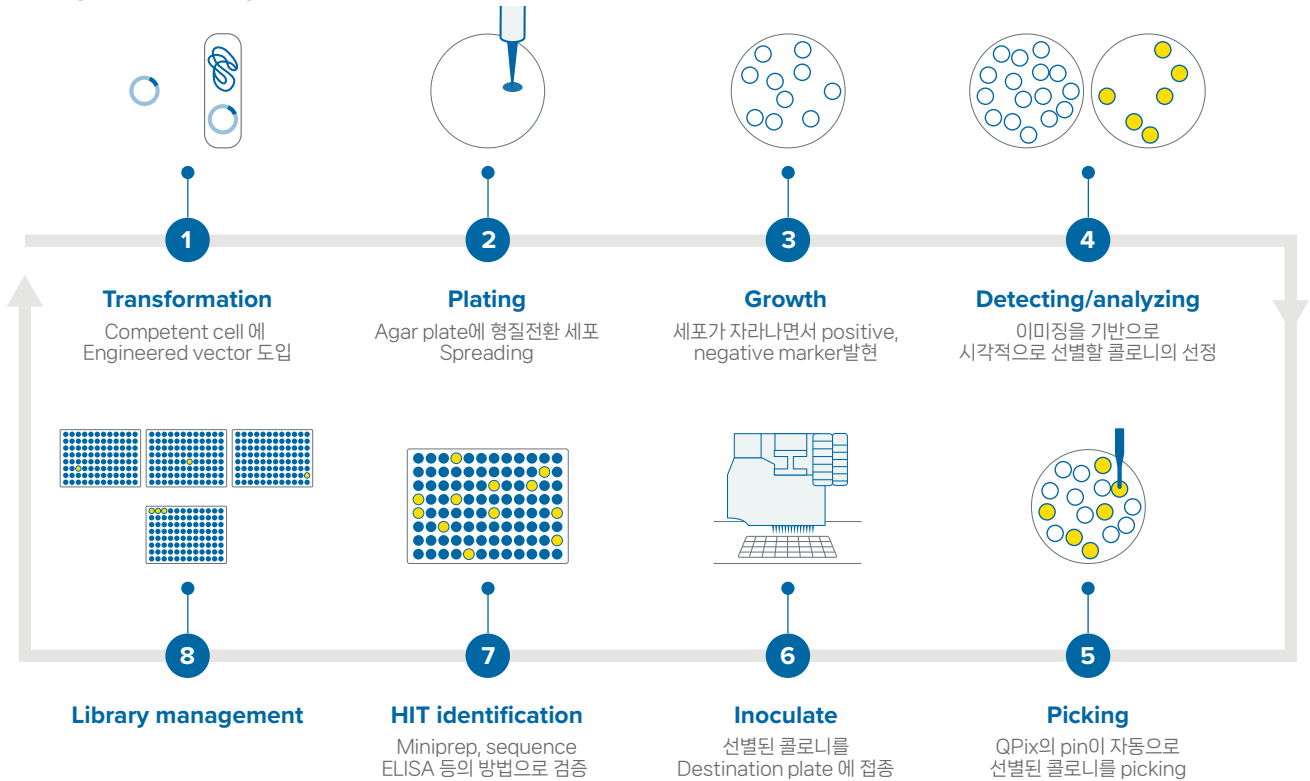 1
2
3
4
Transformation
Competent cell 에
Engineered vector 도입
Plating
Agar plate에 형질전환 세포
Spreading
Growth
세포가 자라나면서 positive,
negative marker발현
Detecting/analyzing
이미징을 기반으로
시각적으로 선별할 콜로니의 선정
8
7
6
5
Library management
HIT identification
Miniprep, sequence
ELISA 등의 방법으로 검증
Inoculate
선별된 콜로니를
Destination plate 에 접종
Picking
QPix의 pin이 자동으로
선별된 콜로니를 picking